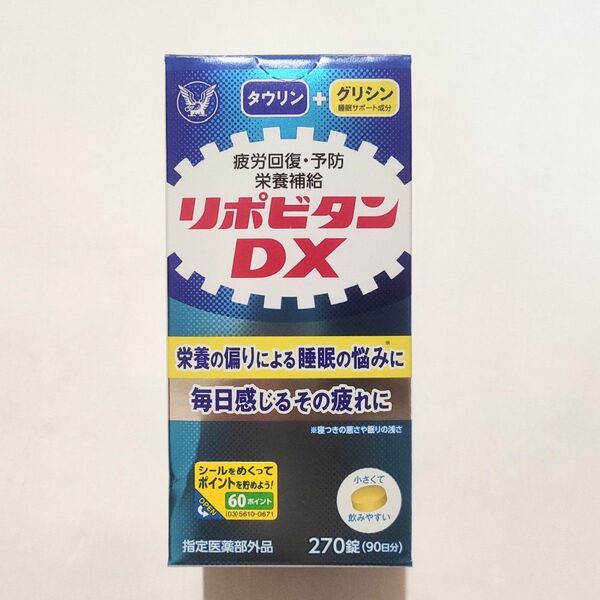 タウリン + グリシン
睡眠サポート成分
疲労回復・予防
栄養補給
リポビタン
DX
栄養の偏りによる睡眠の悩みに※
毎日感じるその疲れに
※寝つきの悪さや眠りの浅さ
シールをめくって
ポイントを貯めよう!
60ポイント
OPEN
(03)5610-0671
小さくて
飲みやすい
指定医薬部外品
270錠(90日分)